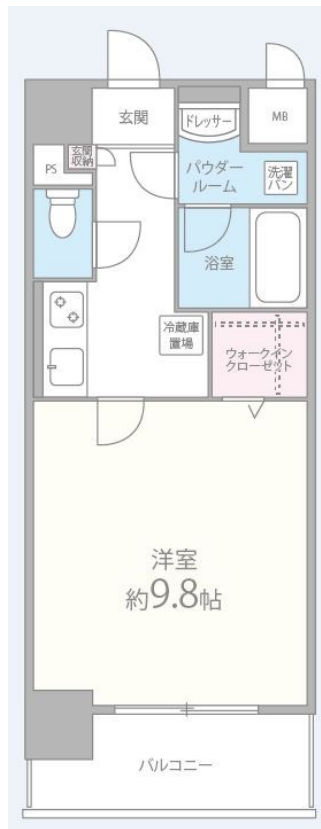 玄関
ドレッサー
MB
玄関
収納
PS
パウダー
ルーム
洗濯
パン
浴室
冷蔵庫
置場
ウォークイン
クローゼット
洋室
約9.8帖
バルコニー